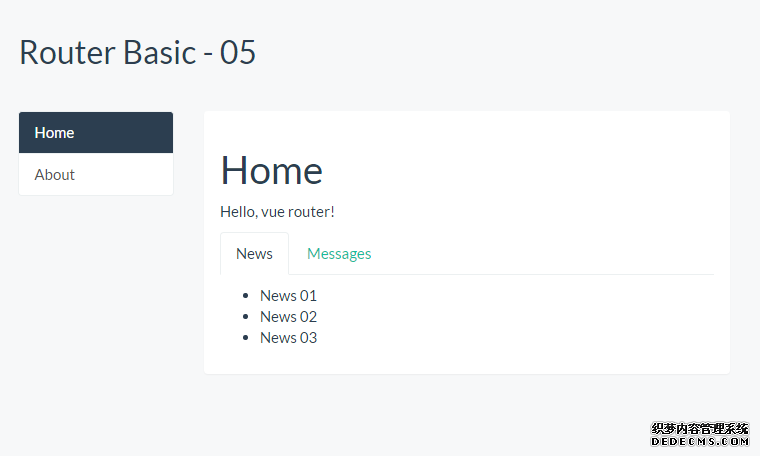 Router Basic - 05
Home
About
Home
Hello, vue router!
News Messages
News 01
News 02
News 03
织梦内容管理系统
DEDECMS.COM